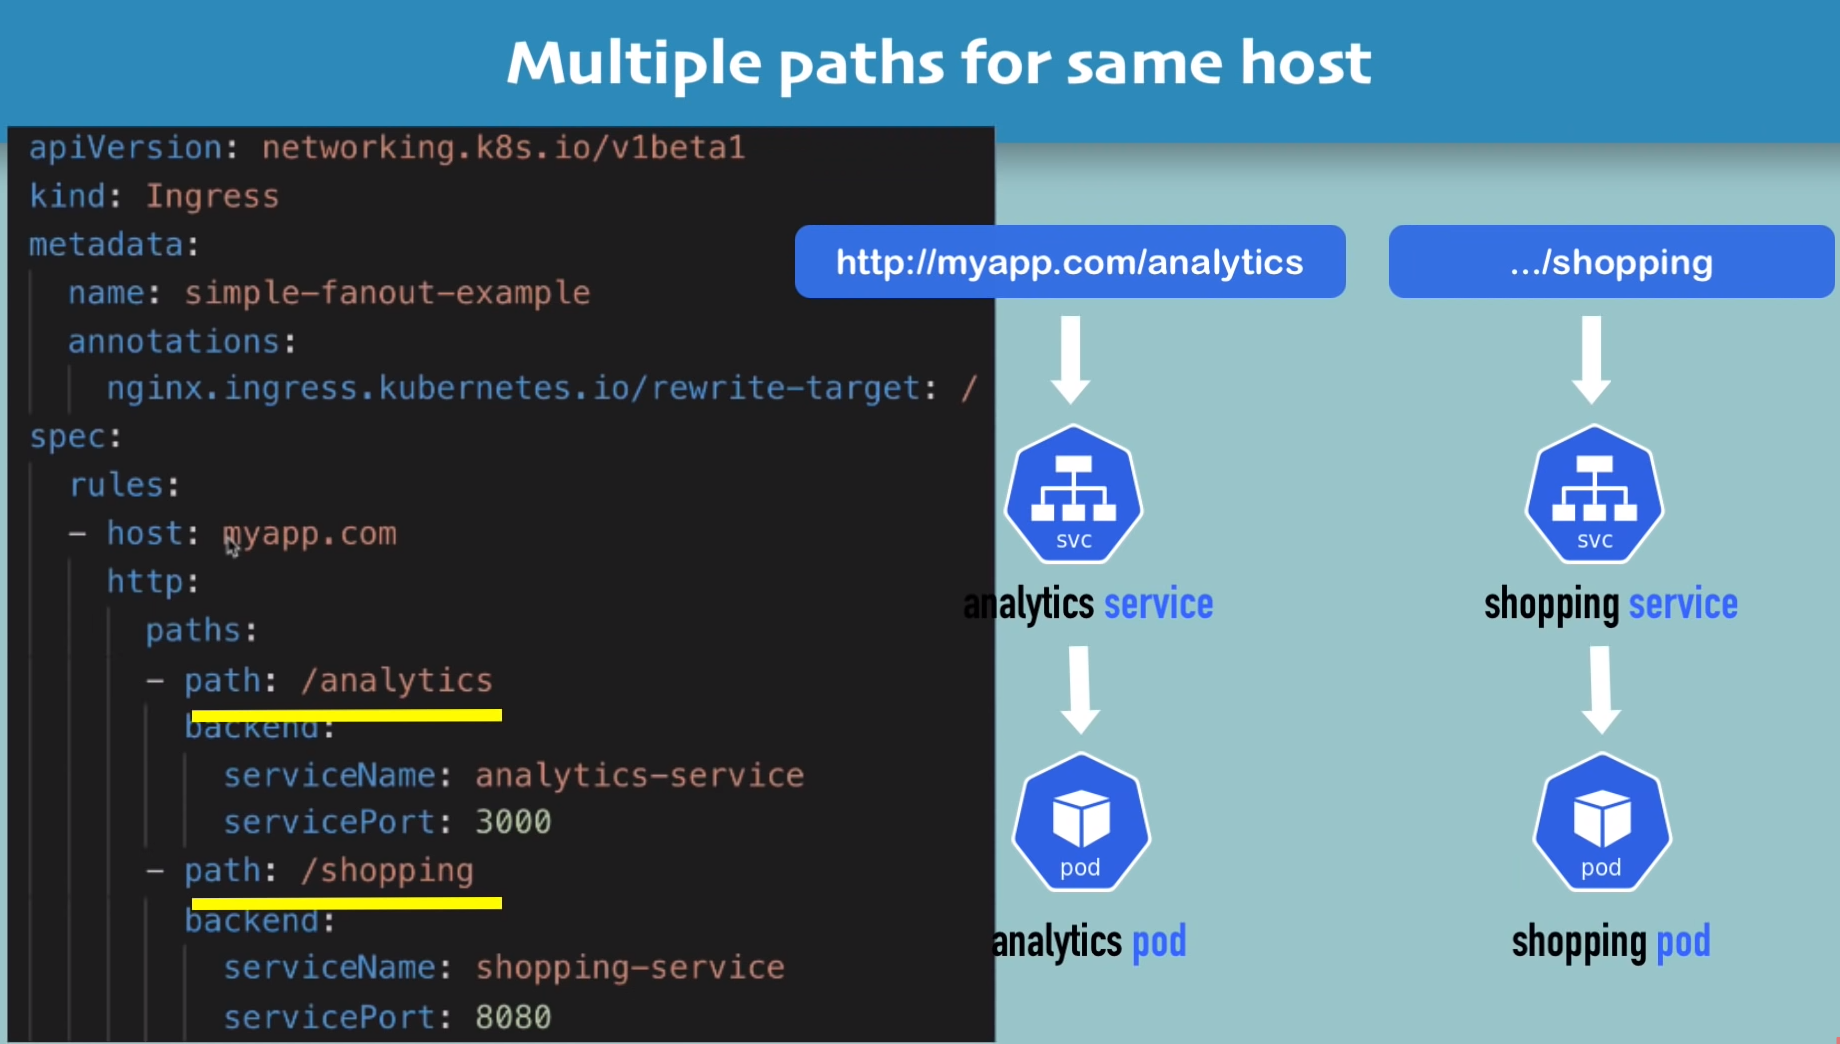 Multiple paths for same host
apiVersion: networking.k8s.io/v1beta1
kind: Ingress
metadata:
name: simple-fanout-example
annotations:
nginx.ingress.kubernetes.io/rewrite-target: /
spec:
rules:
- host: myapp.com
http:
paths:
- path: /analytics
backend:
serviceName: analytics-service
servicePort: 3000
- path: /shopping
backend:
serviceName: shopping-service
servicePort: 8080
http://myapp.com/analytics
svc
analytics service
pod
analytics pod
.../shopping
svc
shopping service
pod
shopping pod